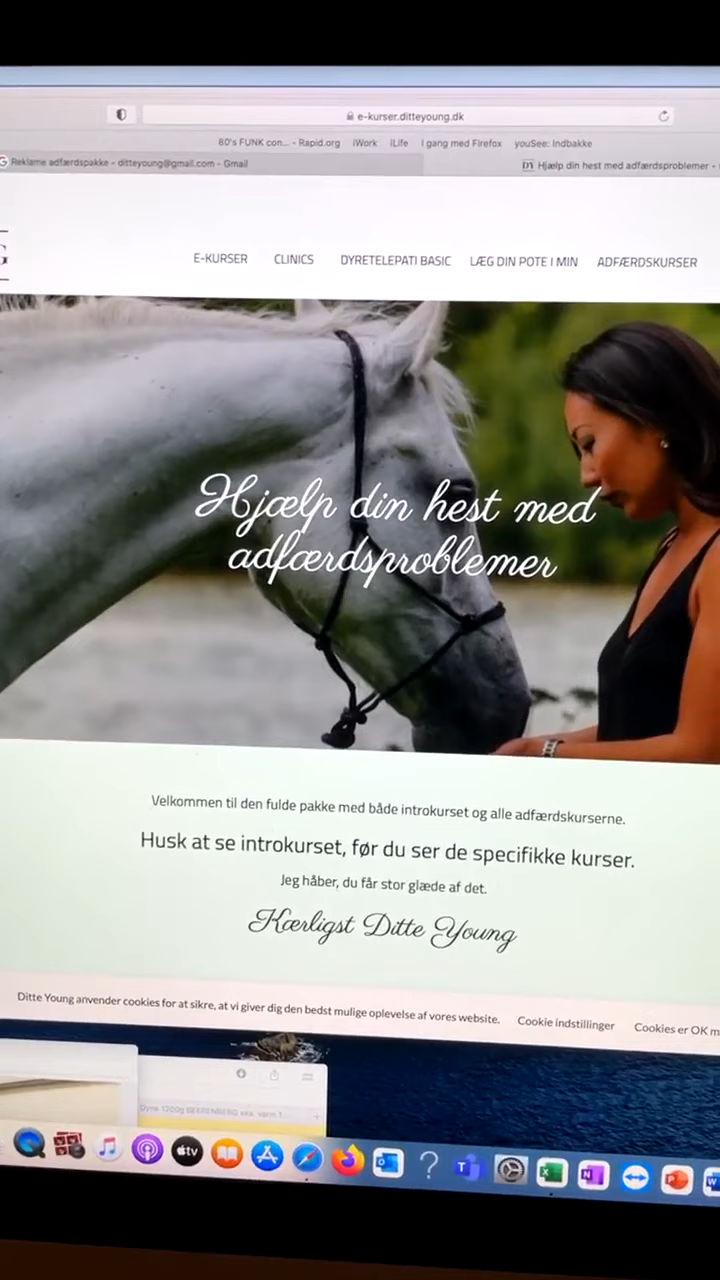 e-kurser.ditteyoung.dk
80's FUNK con... - Rapid.org iWork iLife I gang med Firefox youSee: Indbakke
Reklame adfærdspakke - ditteyoung@gmail.com - Gmail
DY Hjælp din hest med adfærdsproblemer -
G
E-KURSER CLINICS DYRETELEPATI BASIC LÆG DIN POTE I MIN ADFÆRDSKURSER
Hjælp din hest med
adfærdsproblemer
Velkommen til den fulde pakke med både introkurset og alle adfærdskurserne.
Husk at se introkurset, før du ser de specifikke kurser.
Jeg håber, du får stor glæde af det.
Kærligst Ditte Young
Ditte Young anvender cookies for at sikre, at vi giver dig den bedst mulige oplevelse af vores website. Cookie indstillinger Cookies er OK m
tv